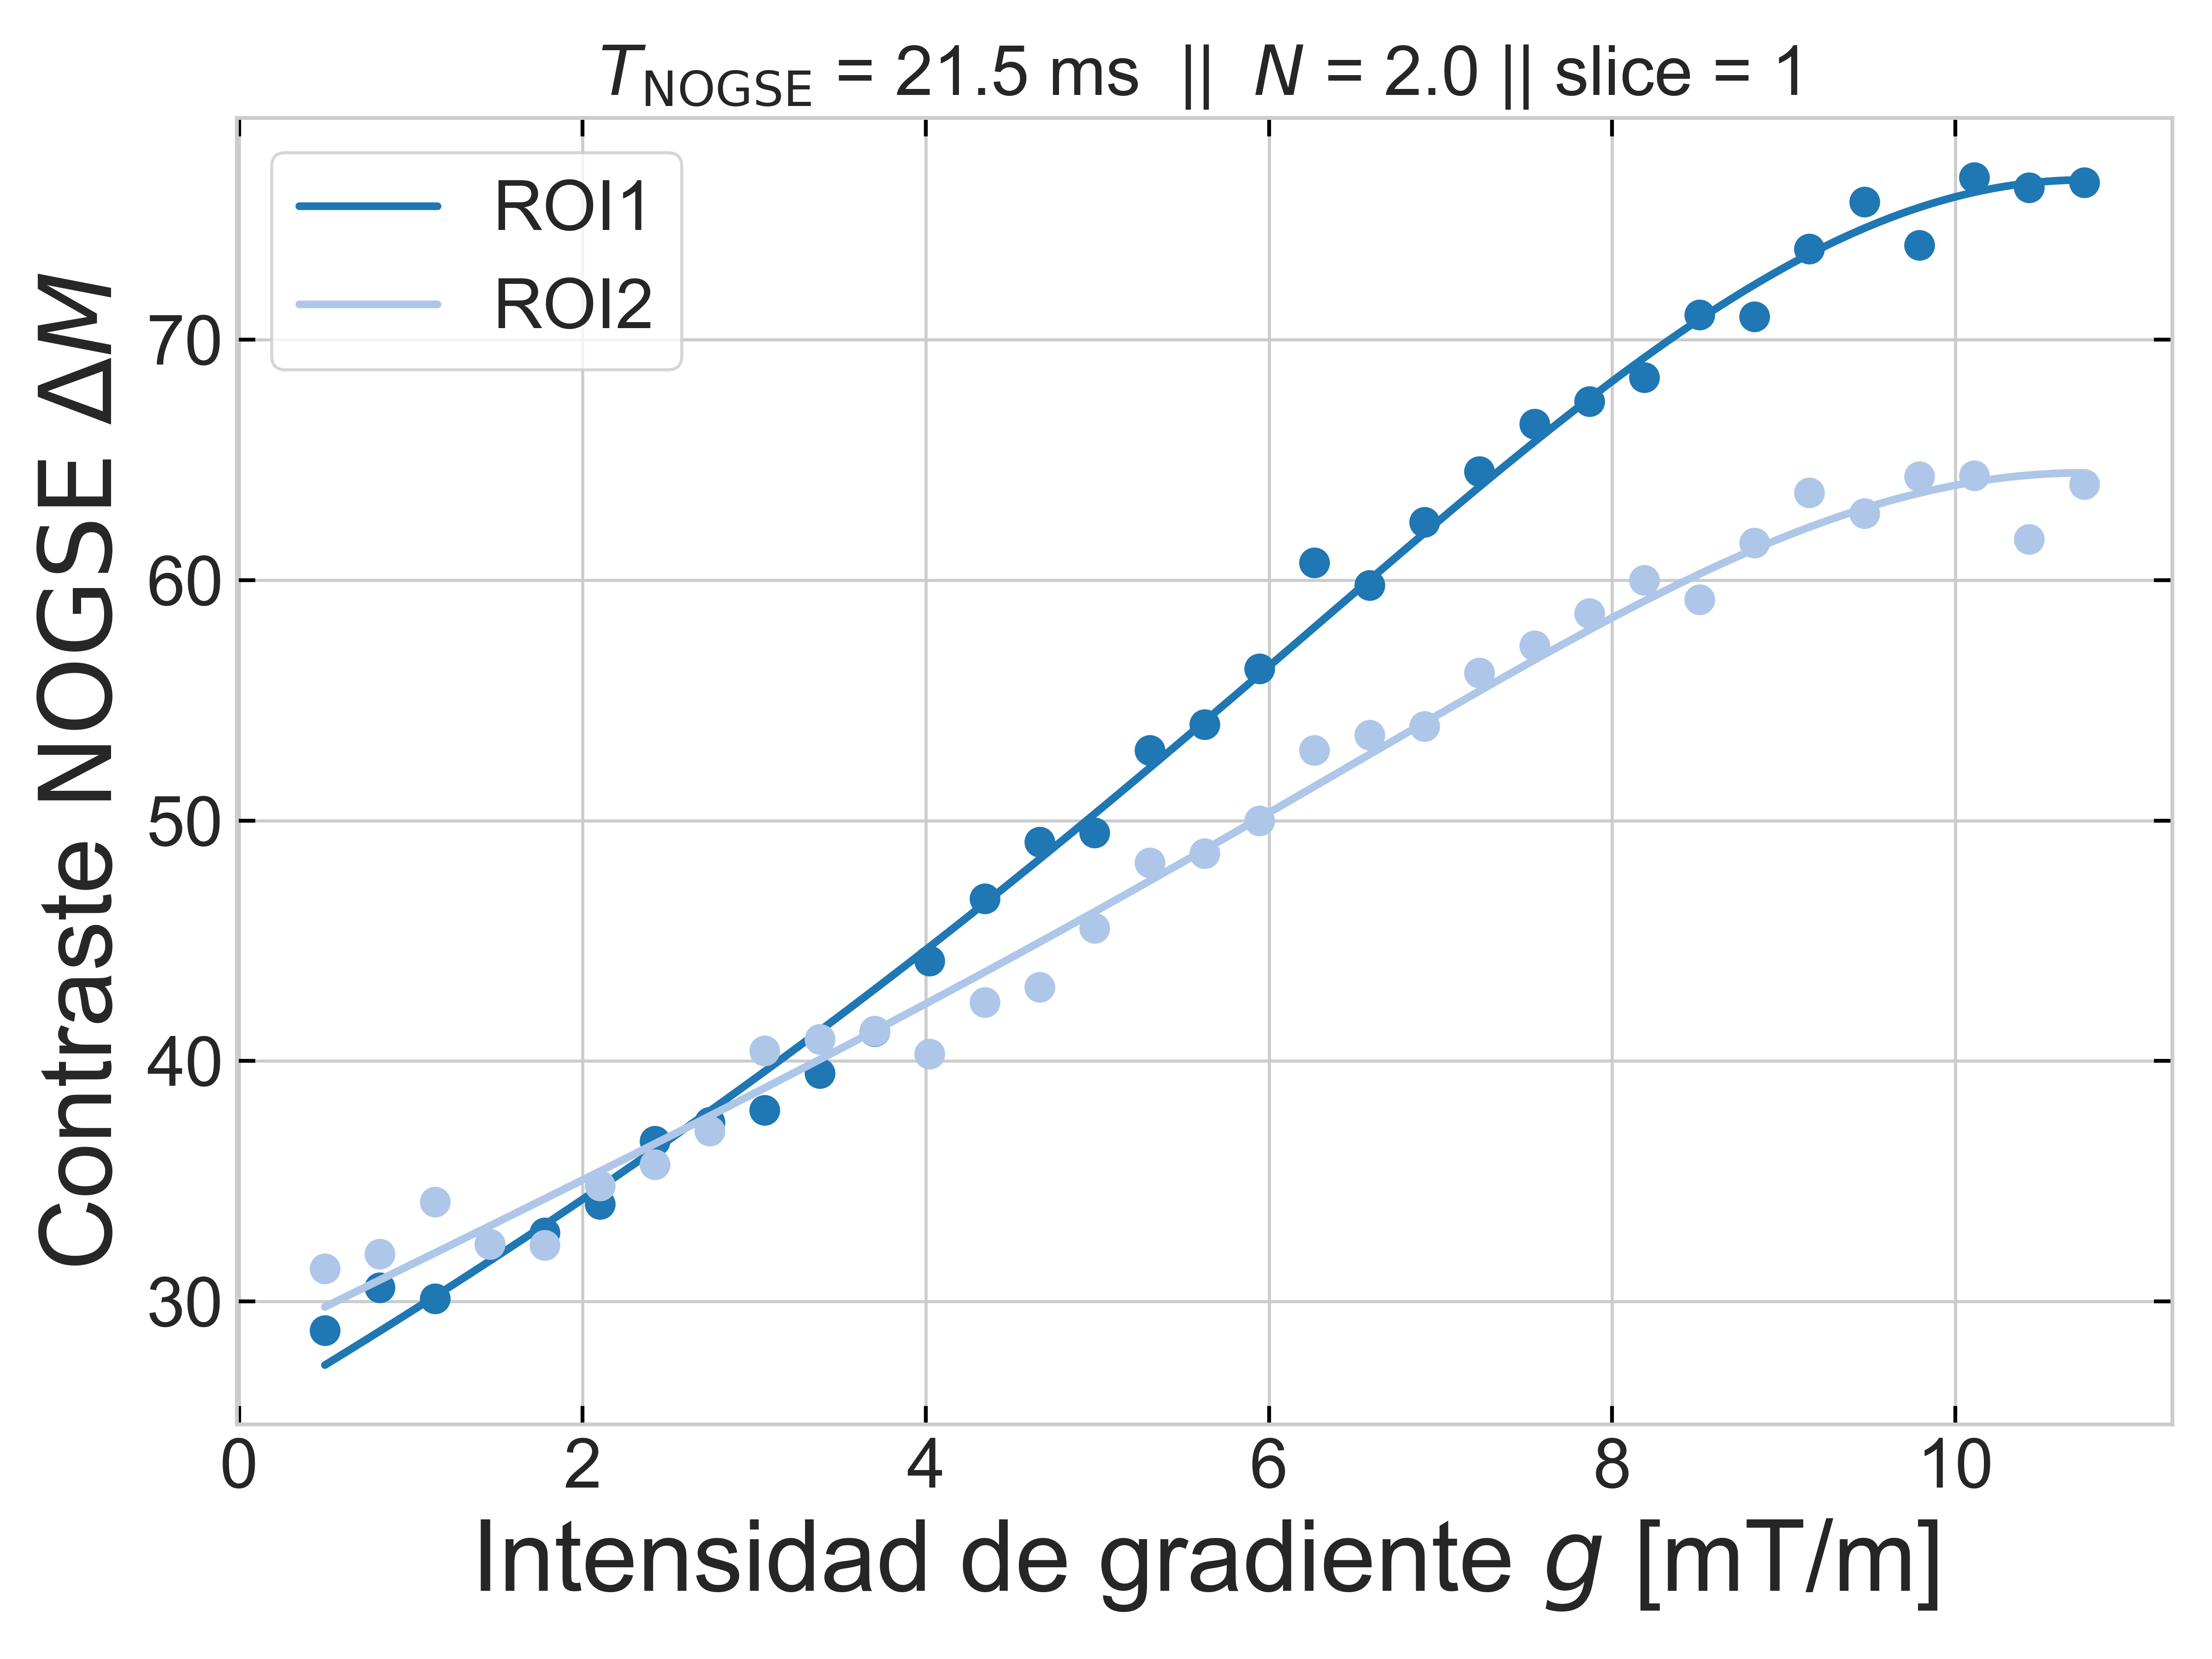 T_NOGSE = 21.5 ms || N = 2.0 || slice = 1
ROI1
ROI2
Contraste NOGSE ΔM
70
60
50
40
30
0 2 4 6 8 10
Intensidad de gradiente g [mT/m]